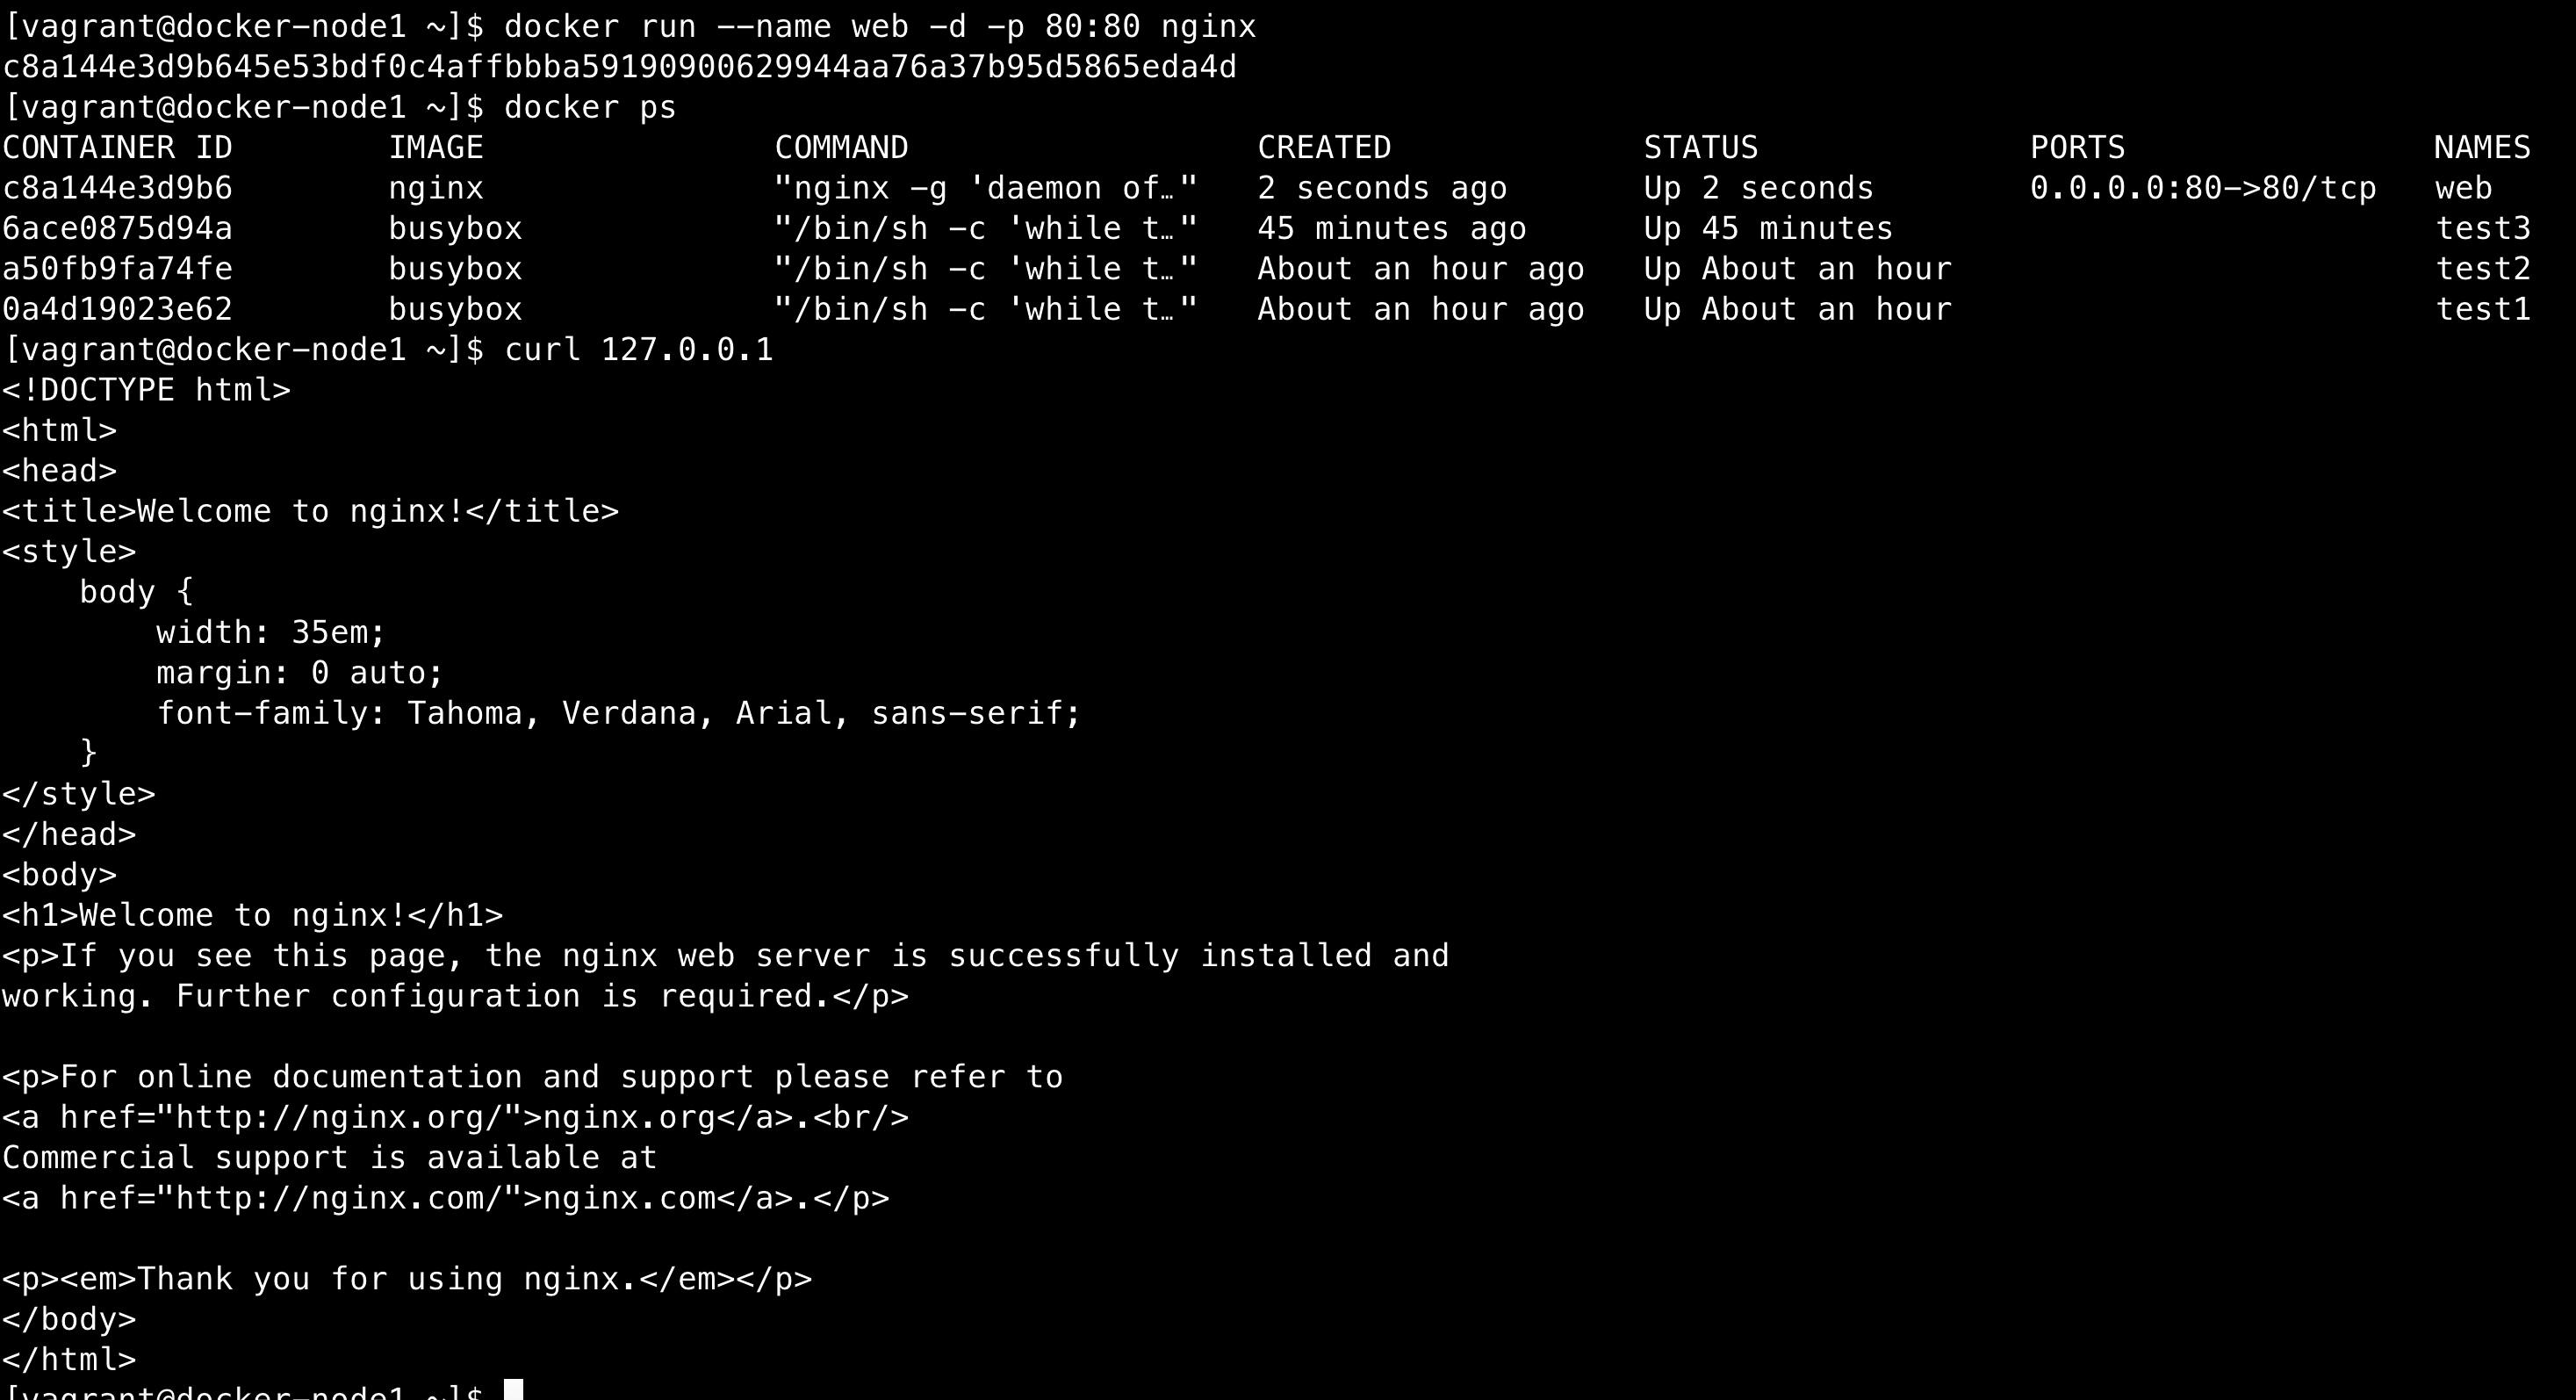 [vagrant@docker-node1 ~]$ docker run --name web -d -p 80:80 nginx
c8a144e3d9b645e53bdf0c4affbbba59190900629944aa76a37b95d5865eda4d
[vagrant@docker-node1 ~]$ docker ps
CONTAINER ID        IMAGE               COMMAND                  CREATED             STATUS              PORTS                NAMES
c8a144e3d9b6        nginx               "nginx -g 'daemon of…"   2 seconds ago       Up 2 seconds        0.0.0.0:80->80/tcp   web
6ace0875d94a        busybox             "/bin/sh -c 'while t…"   45 minutes ago      Up 45 minutes                            test3
a50fb9fa74fe        busybox             "/bin/sh -c 'while t…"   About an hour ago   Up About an hour                         test2
0a4d19023e62        busybox             "/bin/sh -c 'while t…"   About an hour ago   Up About an hour                         test1
[vagrant@docker-node1 ~]$ curl 127.0.0.1
<!DOCTYPE html>
<html>
<head>
<title>Welcome to nginx!</title>
<style>
    body {
        width: 35em;
        margin: 0 auto;
        font-family: Tahoma, Verdana, Arial, sans-serif;
    }
</style>
</head>
<body>
<h1>Welcome to nginx!</h1>
<p>If you see this page, the nginx web server is successfully installed and
working. Further configuration is required.</p>

<p>For online documentation and support please refer to
<a href="http://nginx.org/">nginx.org</a>.<br/>
Commercial support is available at
<a href="http://nginx.com/">nginx.com</a>.</p>

<p><em>Thank you for using nginx.</em></p>
</body>
</html>
[vagrant@docker-node1 ~]$